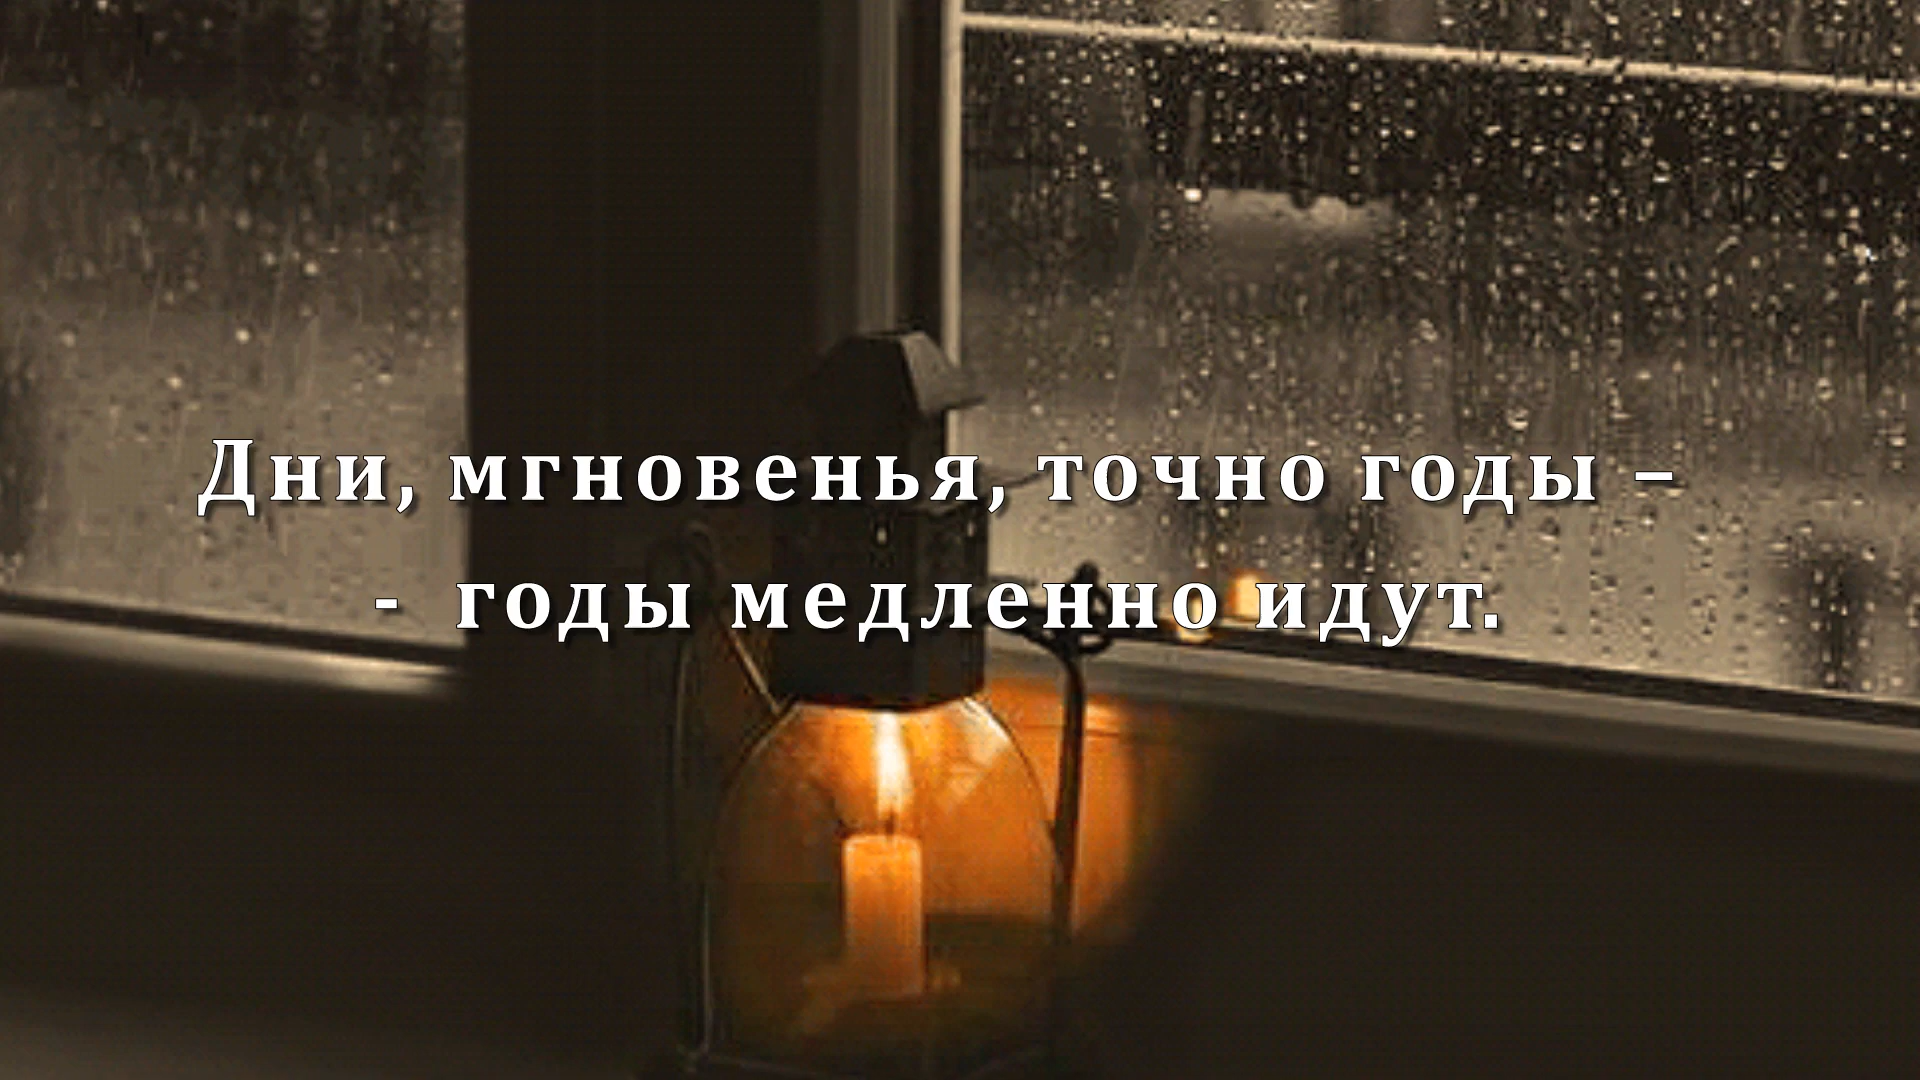 Дни, мгновенья, точно годы –
- годы медленно идут.